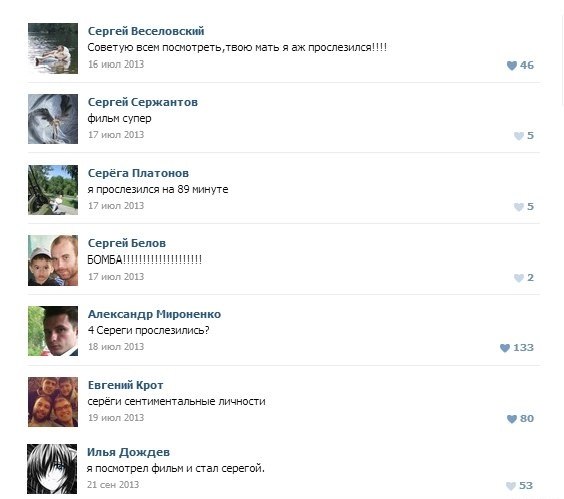 Сергей Веселовский
Советую всем посмотреть,твою мать я аж прослезился!!!!
16 июл 2013
46
Сергей Сержантов
фильм супер
17 июл 2013
5
Серёга Платонов
я прослезился на 89 минуте
17 июл 2013
5
Сергей Белов
БОМБА!!!!!!!!!!!!!!!!!!!!
17 июл 2013
2
Александр Мироненко
4 Сереги прослезились?
18 июл 2013
133
Евгений Крот
серёги сентиментальные личности
19 июл 2013
80
Илья Дождев
я посмотрел фильм и стал серегой.
21 сен 2013
53